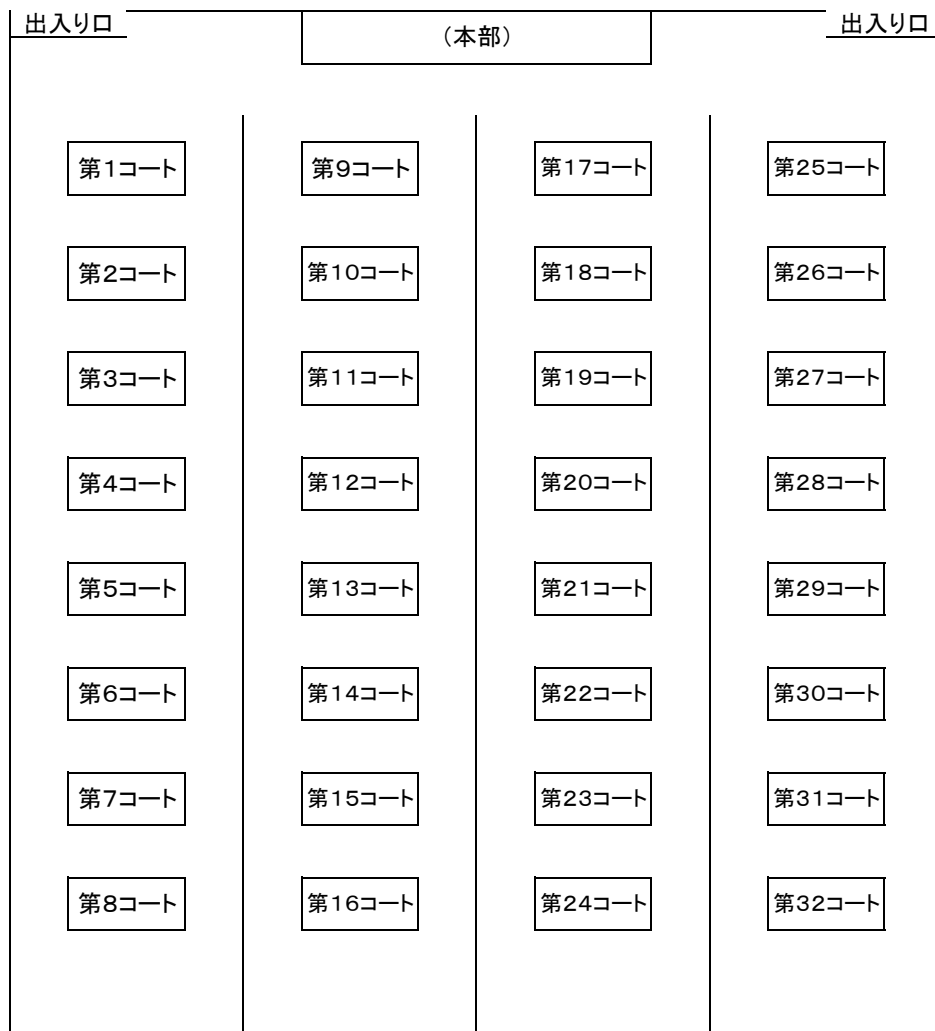 出入り口 (本部) 出入り口
第1コート 第9コート 第17コート 第25コート
第2コート 第10コート 第18コート 第26コート
第3コート 第11コート 第19コート 第27コート
第4コート 第12コート 第20コート 第28コート
第5コート 第13コート 第21コート 第29コート
第6コート 第14コート 第22コート 第30コート
第7コート 第15コート 第23コート 第31コート
第8コート 第16コート 第24コート 第32コート